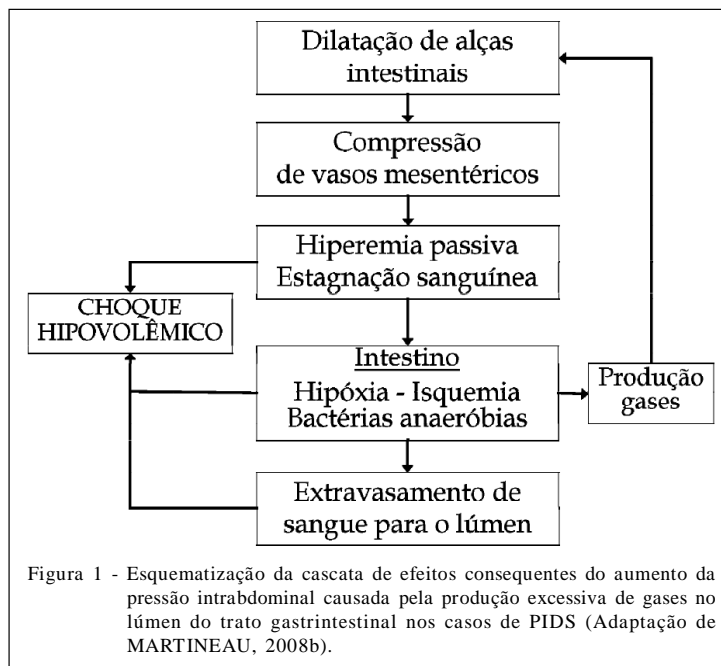 Dilatação de alças
intestinais
Compressão
de vasos mesentéricos
Hiperemia passiva
Estagnação sanguínea
CHOQUE
HIPOVOLÊMICO
Intestino
Hipóxia - Isquemia
Bactérias anaeróbias
Produção
gases
Extravasamento de
sangue para o lúmen
Figura 1 - Esquematização da cascata de efeitos consequentes do aumento da
pressão intrabdominal causada pela produção excessiva de gases no
lúmen do trato gastrintestinal nos casos de PIDS (Adaptação de
MARTINEAU, 2008b).